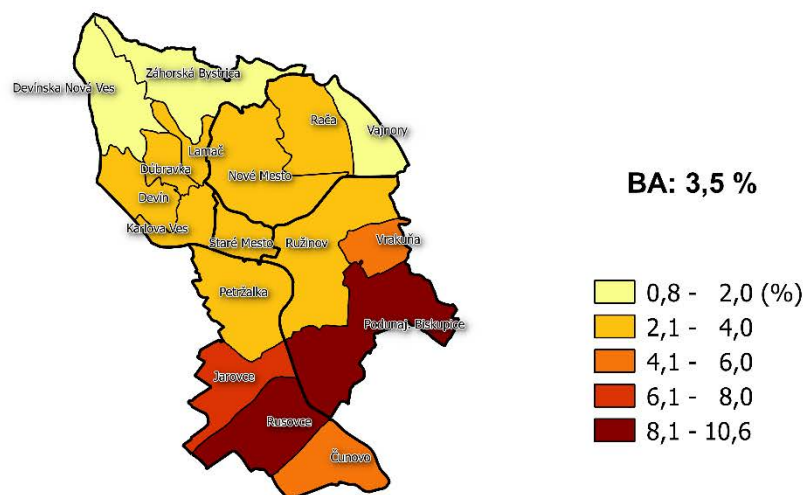 Záhorská Bystrica
Devínska Nová Ves
Rača
Vajnory
Lamač
Dúbravka
Nové Mesto
BA: 3,5 %
Devín
Karlova Ves
Staré Mesto
Ružinov
Vrakuňa
Petržalka
0,8 - 2,0 (%)
2,1 - 4,0
4,1 - 6,0
6,1 - 8,0
8,1 - 10,6
Podunaj. Biskupice
Jarovce
Rusovce
Čunovo